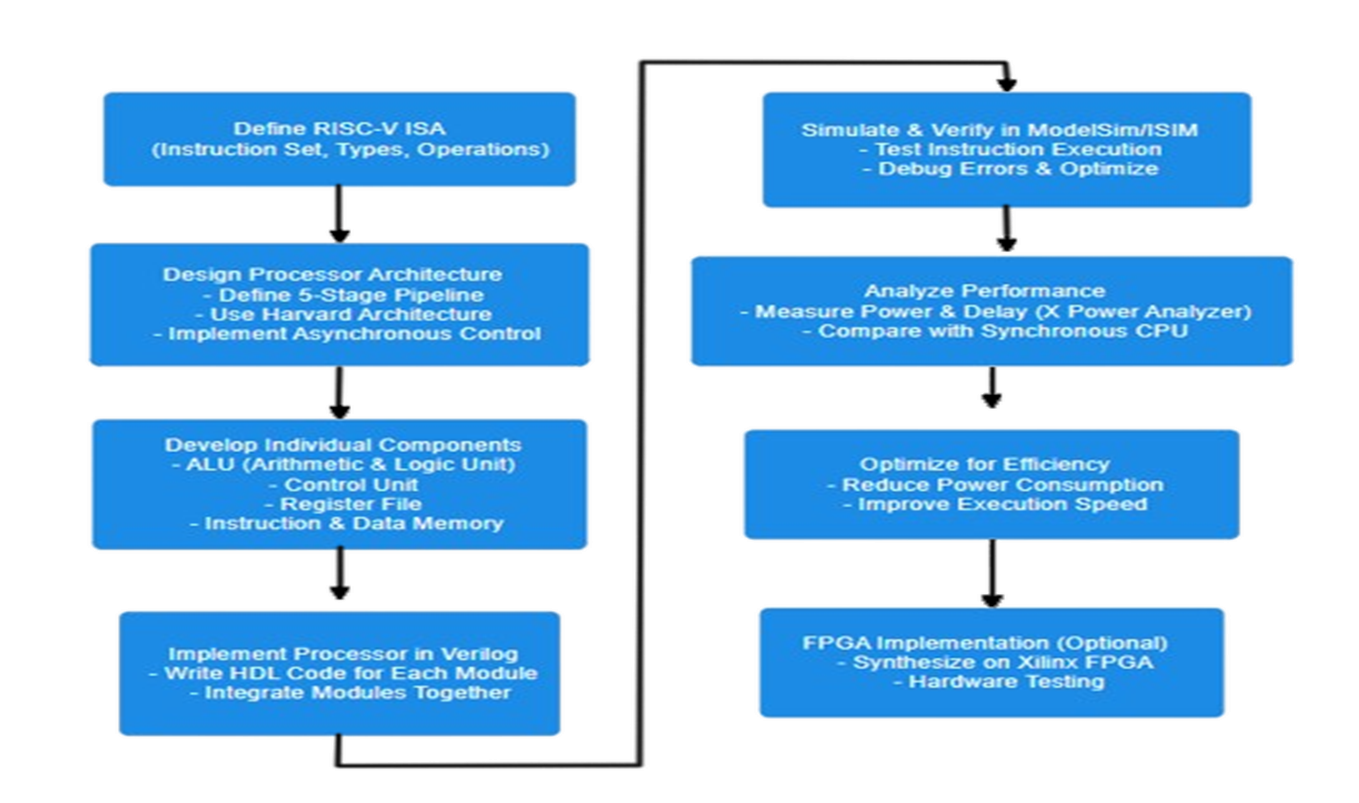 Define RISC-V ISA
(Instruction Set, Types, Operations)
Design Processor Architecture
- Define 5-Stage Pipeline
- Use Harvard Architecture
- Implement Asynchronous Control
Develop Individual Components
- ALU (Arithmetic & Logic Unit)
- Control Unit
- Register File
- Instruction & Data Memory
Implement Processor in Verilog
- Write HDL Code for Each Module
- Integrate Modules Together
Simulate & Verify in ModelSim/ISIM
- Test Instruction Execution
- Debug Errors & Optimize
Analyze Performance
- Measure Power & Delay (X Power Analyzer)
- Compare with Synchronous CPU
Optimize for Efficiency
- Reduce Power Consumption
- Improve Execution Speed
FPGA Implementation (Optional)
- Synthesize on Xilinx FPGA
- Hardware Testing